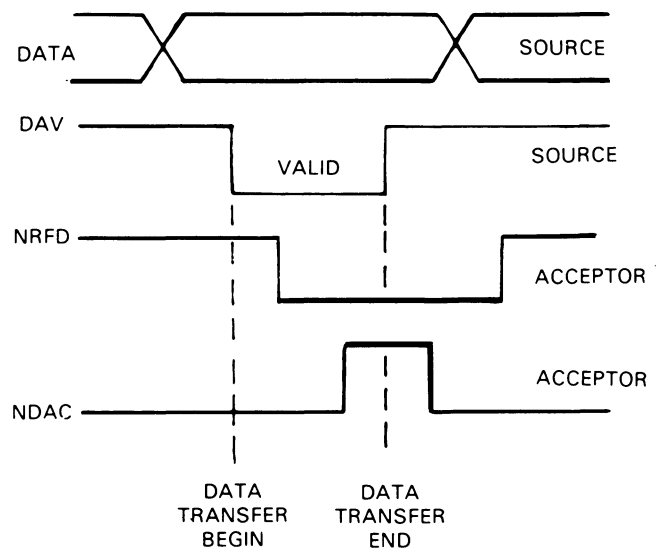 DATA
SOURCE
DAV
VALID
SOURCE
NRFD
ACCEPTOR
NDAC
ACCEPTOR
DATA
TRANSFER
BEGIN
DATA
TRANSFER
END